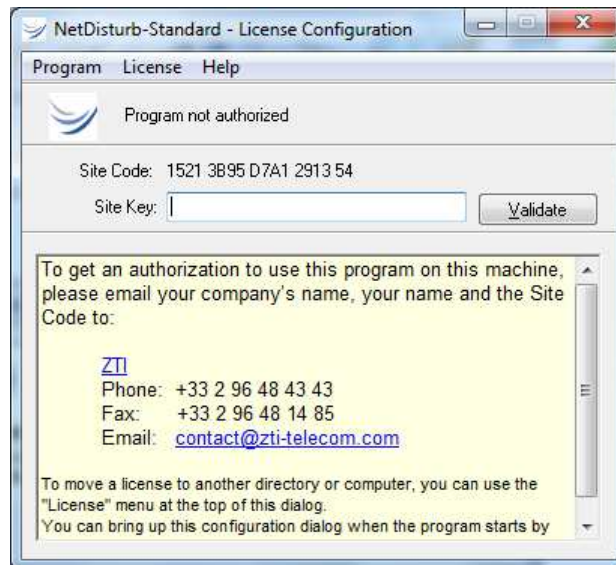 NetDisturb-Standard - License Configuration
Program License Help
Program not authorized
Site Code: 1521 3B95 D7A1 2913 54
Site Key:
Validate
To get an authorization to use this program on this machine,
please email your company's name, your name and the Site
Code to:
ZTI
Phone: +33 2 96 48 43 43
Fax: +33 2 96 48 14 85
Email: contact@zti-telecom.com
To move a license to another directory or computer, you can use the
"License" menu at the top of this dialog.
You can bring up this configuration dialog when the program starts by